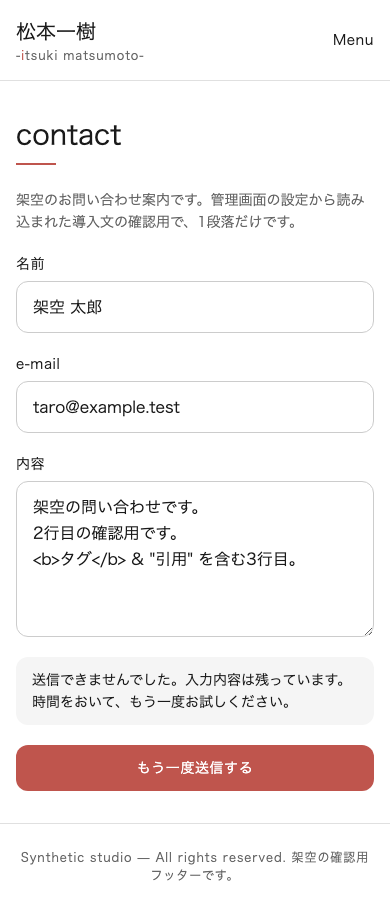 松本一樹
-itsuki matsumoto-
Menu
contact
架空のお問い合わせ案内です。管理画面の設定から読み
込まれた導入文の確認用で、1段落だけです。
名前
架空 太郎
e-mail
taro@example.test
内容
架空の問い合わせです。
2行目の確認用です。
<b>タグ</b> & "引用" を含む3行目。
送信できませんでした。入力内容は残っています。
時間をおいて、もう一度お試しください。
もう一度送信する
Synthetic studio — All rights reserved. 架空の確認用
フッターです。